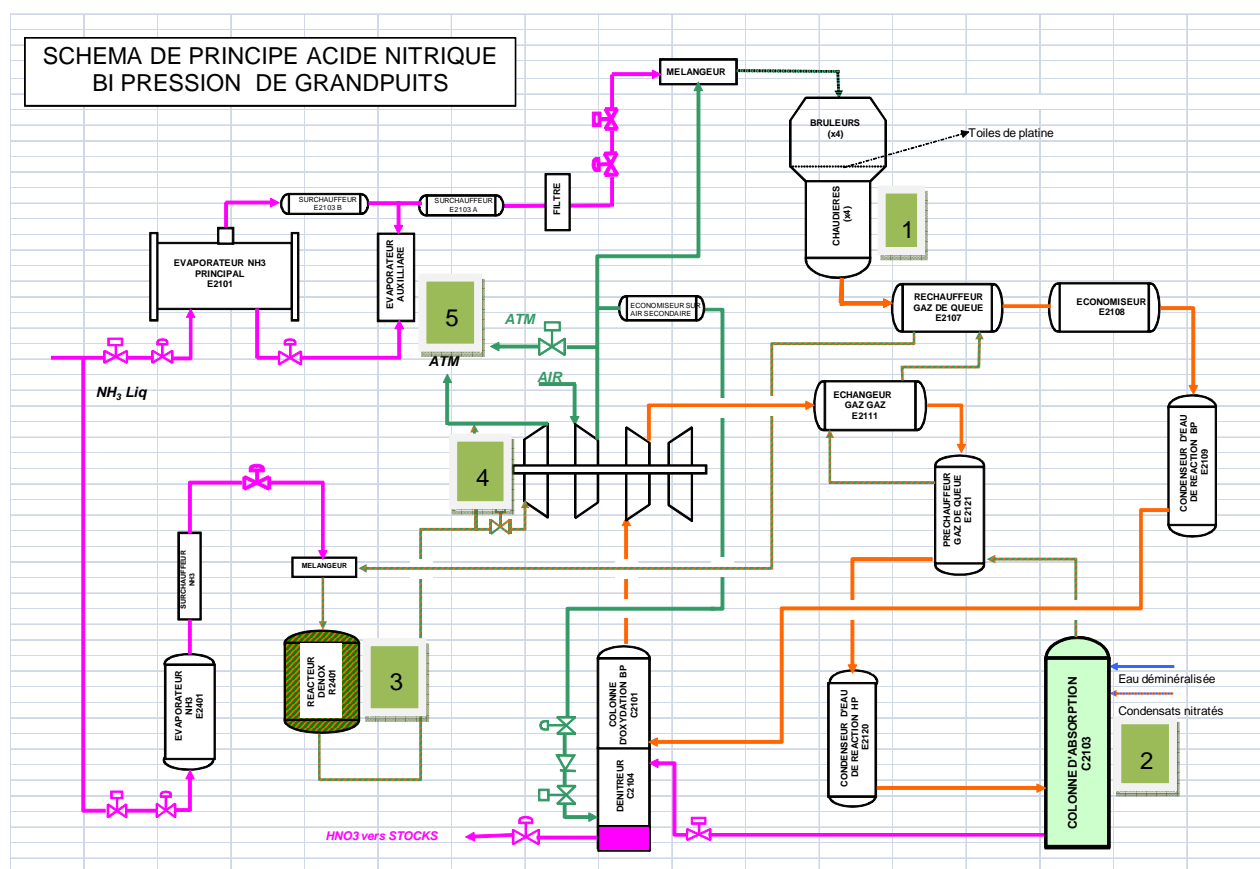 SCHEMA DE PRINCIPE ACIDE NITRIQUE
BI PRESSION DE GRANDPUITS
MELANGEUR
BRULEURS
(x4)
Toiles de platine
CHAUDIERES
(x4)
1
SURCHAUFFEUR
E2103 B
SURCHAUFFEUR
E2103 A
FILTRE
EVAPORATEUR NH3
PRINCIPAL
E2101
EVAPORATEUR
AUXILLIARE
5
ATM
ATM
ECONOMISEUR SUR
AIR SECONDAIRE
RECHAUFFEUR
GAZ DE QUEUE
E2107
ECONOMISEUR
E2108
NH3 Liq
AIR
ECHANGEUR
GAZ GAZ
E2111
CONDENSEUR D'EAU
DE REACTION BP
E2109
4
PRECHAUFFEUR
GAZ DE QUEUE
E2121
SURCHAUFFEUR
NH3
MELANGEUR
REACTEUR
DENOX
R2401
3
EVAPORATEUR
NH3
E2401
COLONNE
D'OXYDATION BP
C2101
DENITREUR
C2104
CONDENSEUR D'EAU
DE REACTION HP
E2120
COLONNE D'ABSORPTION
C2103
Eau déminéralisée
Condensats nitratés
2
HNO3 vers STOCKS